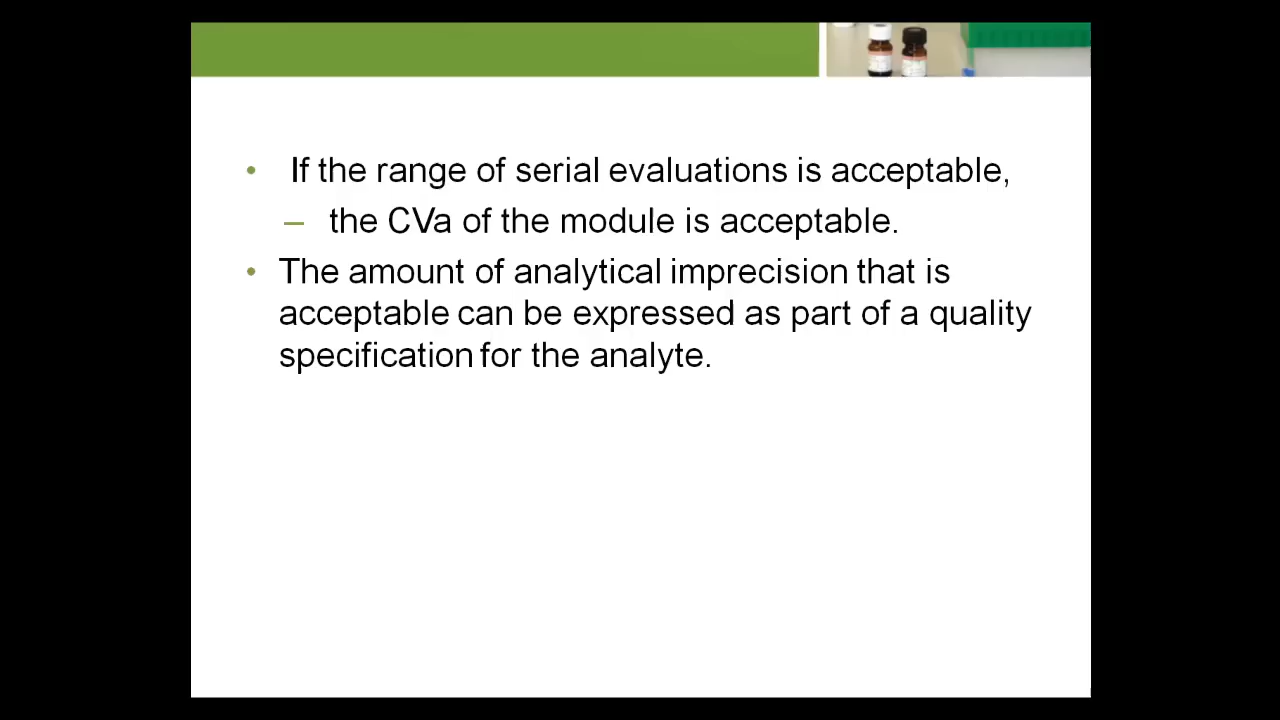 • If the range of serial evaluations is acceptable,
– the CVa of the module is acceptable.
• The amount of analytical imprecision that is
acceptable can be expressed as part of a quality
specification for the analyte.